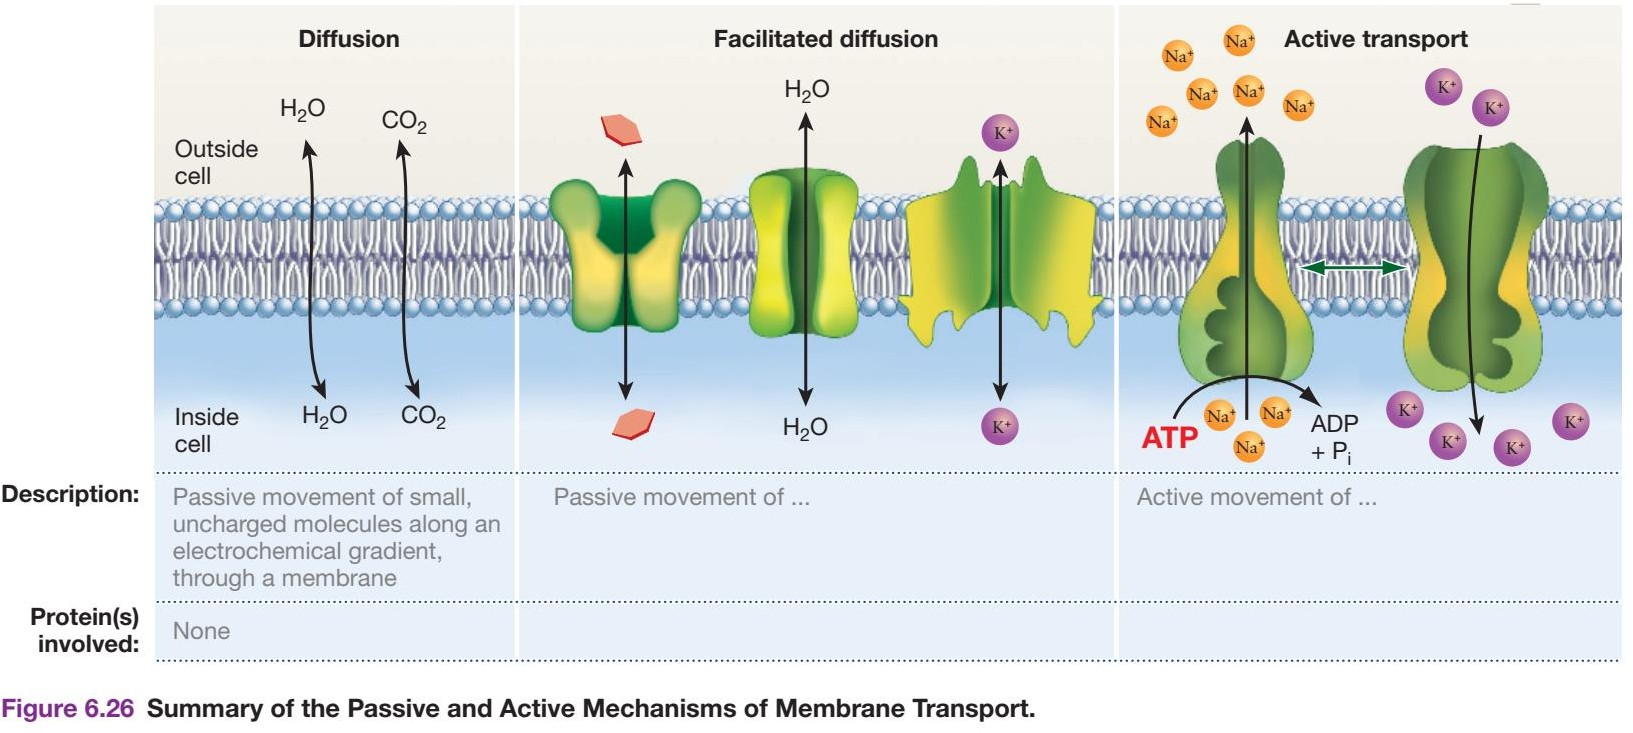 Diffusion
H₂O
CO₂
Outside
cell
Inside
cell
H₂O
CO₂
Facilitated diffusion
H₂O
K⁺
H₂O
K⁺
Active transport
Na⁺
Na⁺
Na⁺
Na⁺
Na⁺
Na⁺
K⁺
K⁺
ATP
Na⁺
Na⁺
Na⁺
ADP
+ Pᵢ
K⁺
K⁺
K⁺
K⁺
Description:
Passive movement of small,
uncharged molecules along an
electrochemical gradient,
through a membrane
Passive movement of ...
Active movement of ...
Protein(s)
involved:
None
Figure 6.26 Summary of the Passive and Active Mechanisms of Membrane Transport.